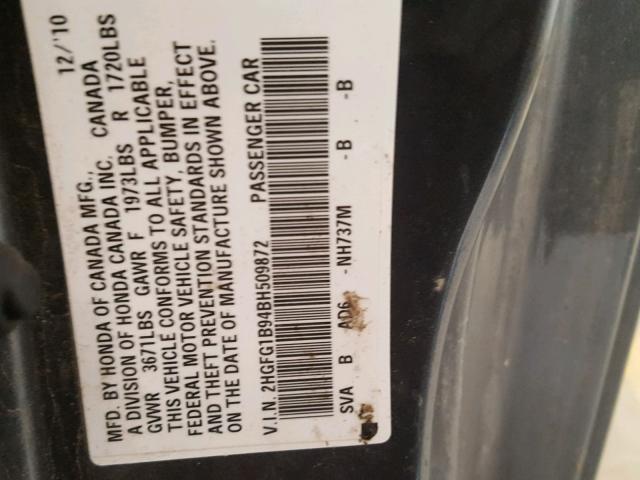 MFD. BY HONDA OF CANADA MFG., 12/'10
A DIVISION OF HONDA CANADA INC. CANADA
GVWR 3671LBS GAWR F 1973LBS R 1720LBS
THIS VEHICLE CONFORMS TO ALL APPLICABLE
FEDERAL MOTOR VEHICLE SAFETY, BUMPER,
AND THEFT PREVENTION STANDARDS IN EFFECT
ON THE DATE OF MANUFACTURE SHOWN ABOVE.
V.I.N. 2HGFG1B94BH509872 PASSENGER CAR
SVA B AD6 -NH737M -B -B